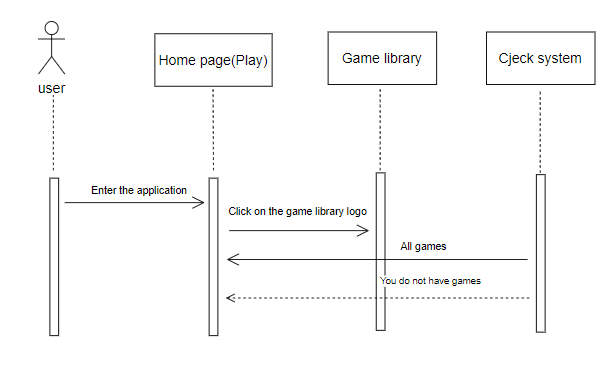 user
Home page(Play)
Game library
Cjeck system
Enter the application
Click on the game library logo
All games
You do not have games